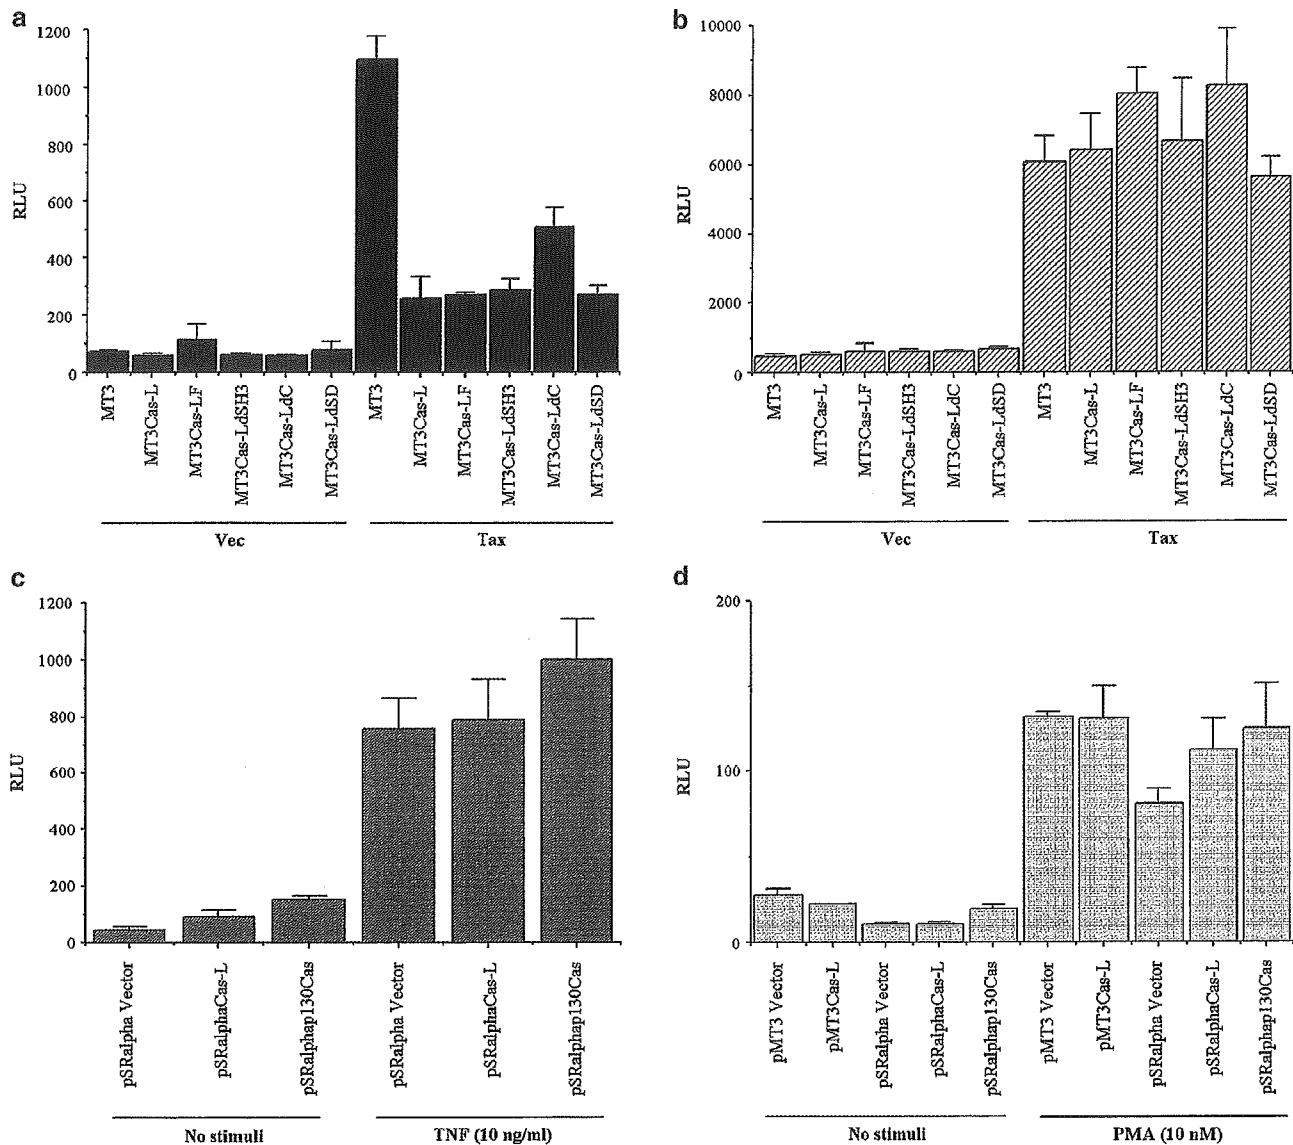 a
1200
1000
800
600
400
200
0
RLU
MT3
MT3Cas-L
MT3Cas-LF
MT3Cas-LdSH3
MT3Cas-LdC
MT3Cas-LdSD
MT3
MT3Cas-L
MT3Cas-LF
MT3Cas-LdSH3
MT3Cas-LdC
MT3Cas-LdSD
Vec
Tax
b
10000
8000
6000
4000
2000
0
RLU
MT3
MT3Cas-L
MT3Cas-LF
MT3Cas-LdSH3
MT3Cas-LdC
MT3Cas-LdSD
MT3
MT3Cas-L
MT3Cas-LF
MT3Cas-LdSH3
MT3Cas-LdC
MT3Cas-LdSD
Vec
Tax
c
1200
1000
800
600
400
200
0
RLU
pSRalpha Vector
pSRalphaCas-L
pSRalphap130Cas
pSRalpha Vector
pSRalphaCas-L
pSRalphap130Cas
No stimuli
TNF (10 ng/ml)
d
200
100
0
RLU
pMT3 Vector
pMT3Cas-L
pSRalpha Vector
pSRalphaCas-L
pSRalphap130Cas
pMT3 Vector
pMT3Cas-L
pSRalpha Vector
pSRalphaCas-L
pSRalphap130Cas
No stimuli
PMA (10 nM)